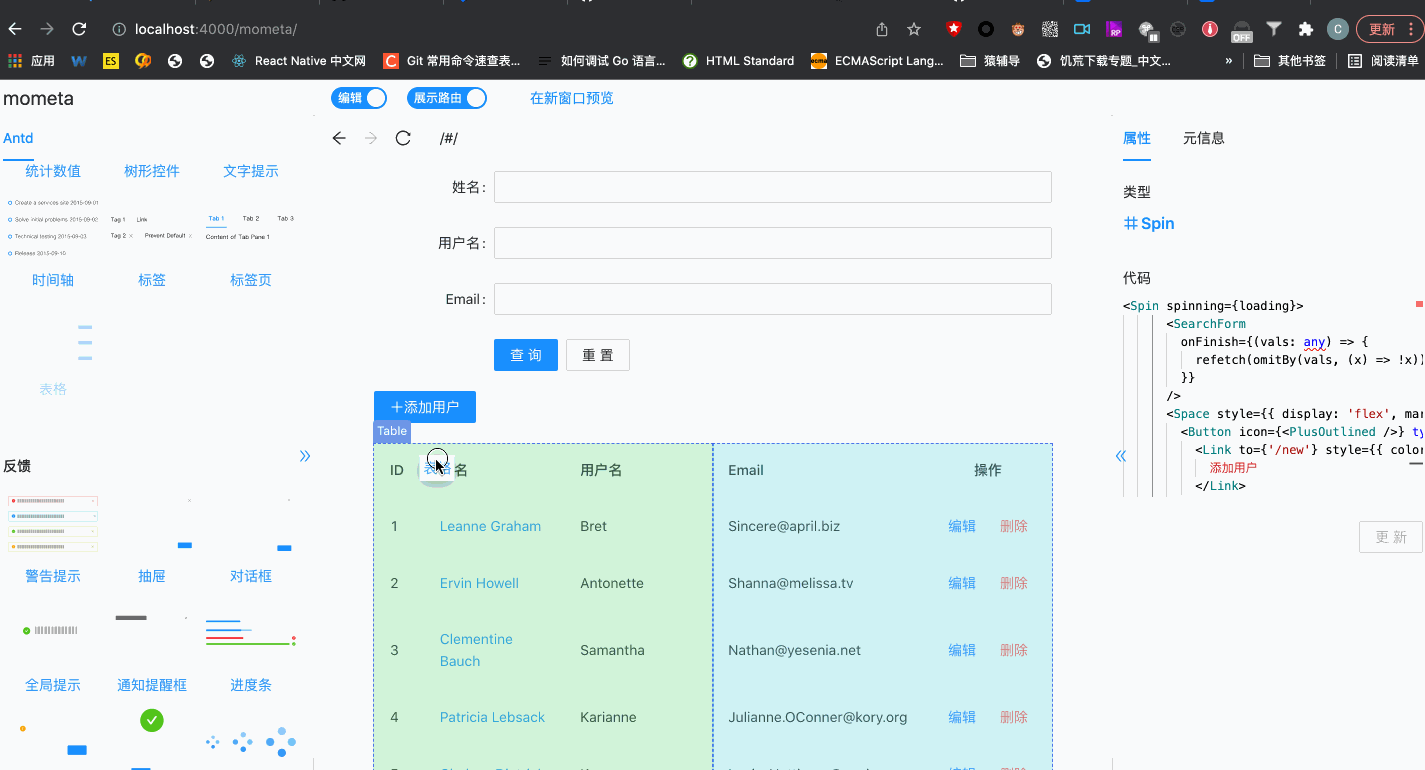 localhost:4000/mometa/
RP
OFF
C
更新
应用
W
ES
React Native 中文网
C
Git 常用命令速查表...
如何调试 Go 语言...
HTML Standard
ECMAScript Lang...
猿辅导
饥荒下载专题_中文...
»
其他书签
阅读清单
mometa
编辑
展示路由
在新窗口预览
Antd
统计数值
树形控件
文字提示
Create a services site 2015-09-01
Solve initial problems 2015-09-02
Technical testing 2015-09-03
Release 2015-09-10
Tag 1
Link
Tag 2 ×
Prevent Default ×
Tab 1
Tab 2
Tab 3
Content of Tab Pane 1
时间轴
标签
标签页
表格
反馈
警告提示
抽屉
对话框
全局提示
通知提醒框
进度条
/#/
姓名:
用户名:
Email:
查 询
重 置
+添加用户
Table
ID
表格
名
用户名
Email
操作
1
Leanne Graham
Bret
Sincere@april.biz
编辑
删除
2
Ervin Howell
Antonette
Shanna@melissa.tv
编辑
删除
3
Clementine
Bauch
Samantha
Nathan@yesenia.net
编辑
删除
4
Patricia Lebsack
Karianne
Julianne.OConner@kory.org
编辑
删除
属性
元信息
类型
Spin
代码
<Spin spinning={loading}>
<SearchForm
onFinish={(vals: any) => {
refetch(omitBy(vals, (x) => !x))
}}
/>
<Space style={{ display: 'flex', mar
<Button icon={<PlusOutlined />} ty
<Link to={'/new'} style={{ color
添加用户
</Link>
更 新